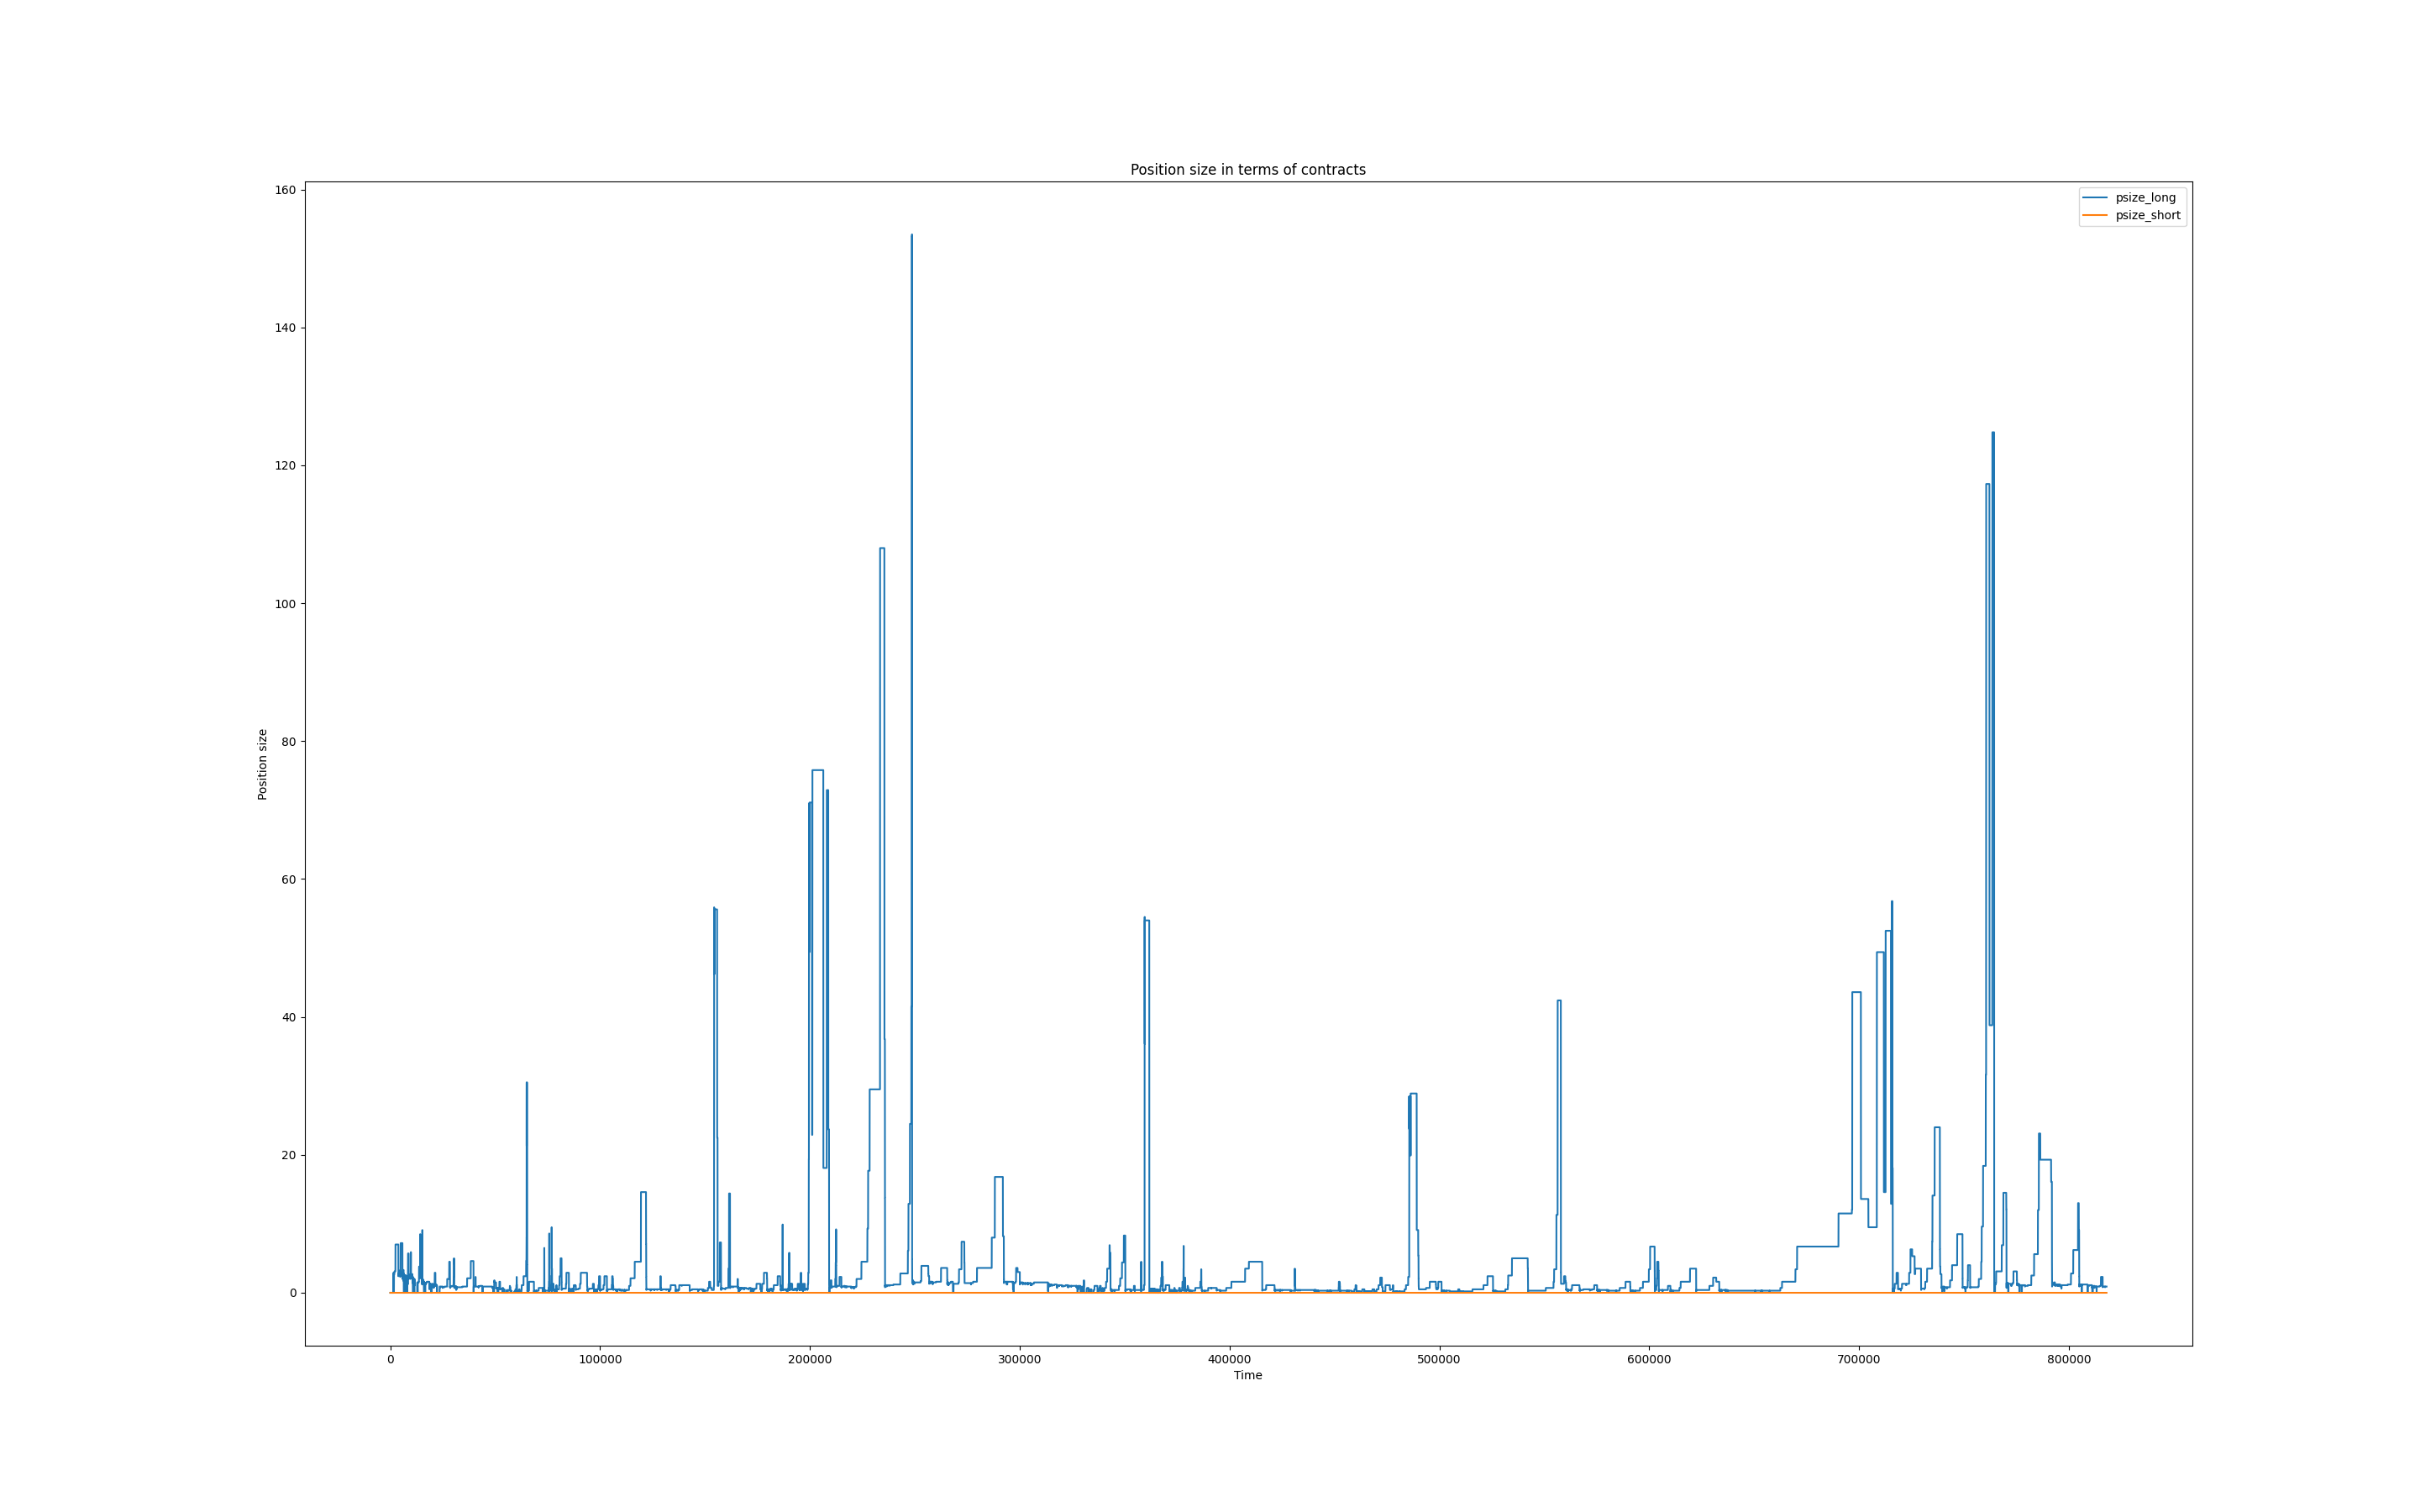 Position size in terms of contracts
psize_long
psize_short
Position size
160
140
120
100
80
60
40
20
0
0 100000 200000 300000 400000 500000 600000 700000 800000
Time